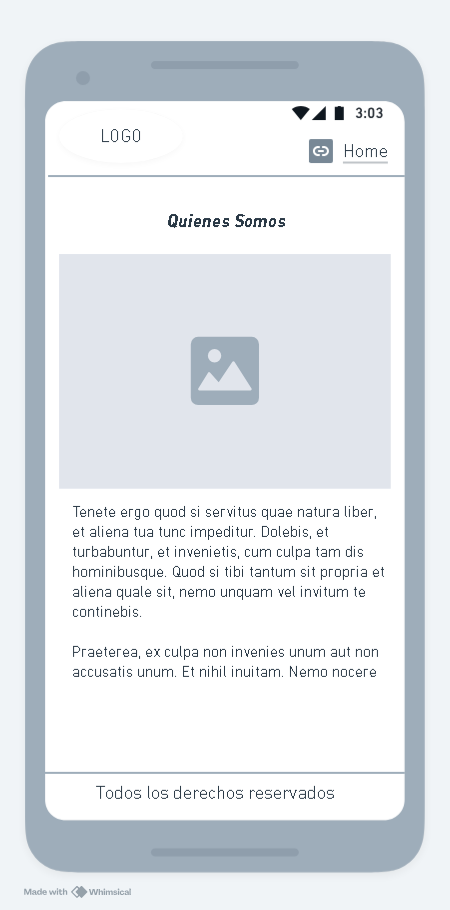 3:03
LOGO
Home
Quienes Somos
Tenete ergo quod si servitus quae natura liber,
et aliena tua tunc impeditur. Dolebis, et
turbabuntur, et invenietis, cum culpa tam dis
hominibusque. Quod si tibi tantum sit propria et
aliena quale sit, nemo unquam vel invitum te
continebis.
Praeterea, ex culpa non invenies unum aut non
accusatis unum. Et nihil inuitam. Nemo nocere
Todos los derechos reservados
Made with Whimsical